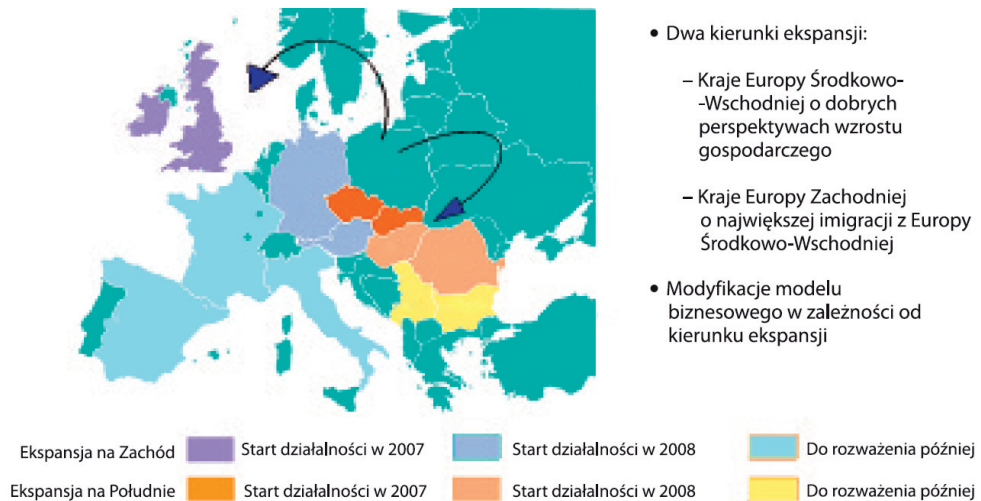 • Dwa kierunki ekspansji:
– Kraje Europy Środkowo-
-Wschodniej o dobrych
perspektywach wzrostu
gospodarczego
– Kraje Europy Zachodniej
o największej imigracji z Europy
Środkowo-Wschodniej
• Modyfikacje modelu
biznesowego w zależności od
kierunku ekspansji
Ekspansja na Zachód Start działalności w 2007 Start działalności w 2008 Do rozważenia później
Ekspansja na Południe Start działalności w 2007 Start działalności w 2008 Do rozważenia później